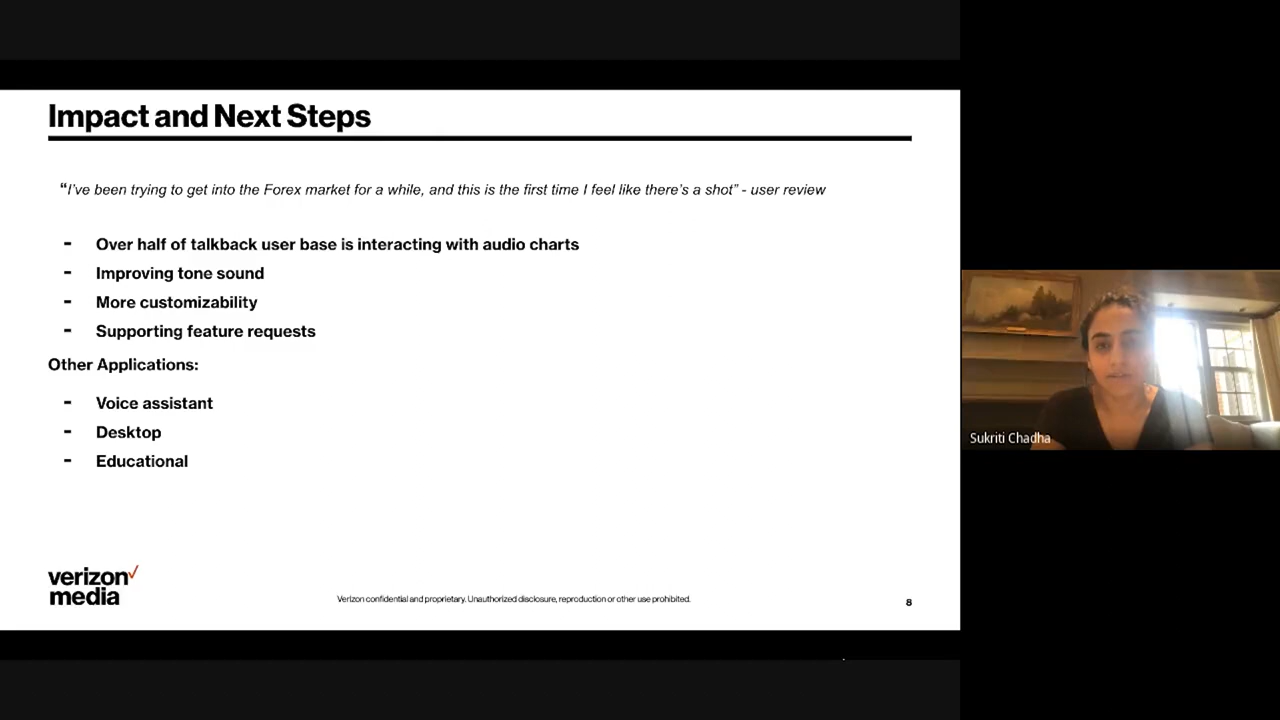 Impact and Next Steps
“I’ve been trying to get into the Forex market for a while, and this is the first time I feel like there’s a shot” - user review
- Over half of talkback user base is interacting with audio charts
- Improving tone sound
- More customizability
- Supporting feature requests
Other Applications:
- Voice assistant
- Desktop
- Educational
verizon✓
media
Verizon confidential and proprietary. Unauthorized disclosure, reproduction or other use prohibited.
8
Sukriti Chadha